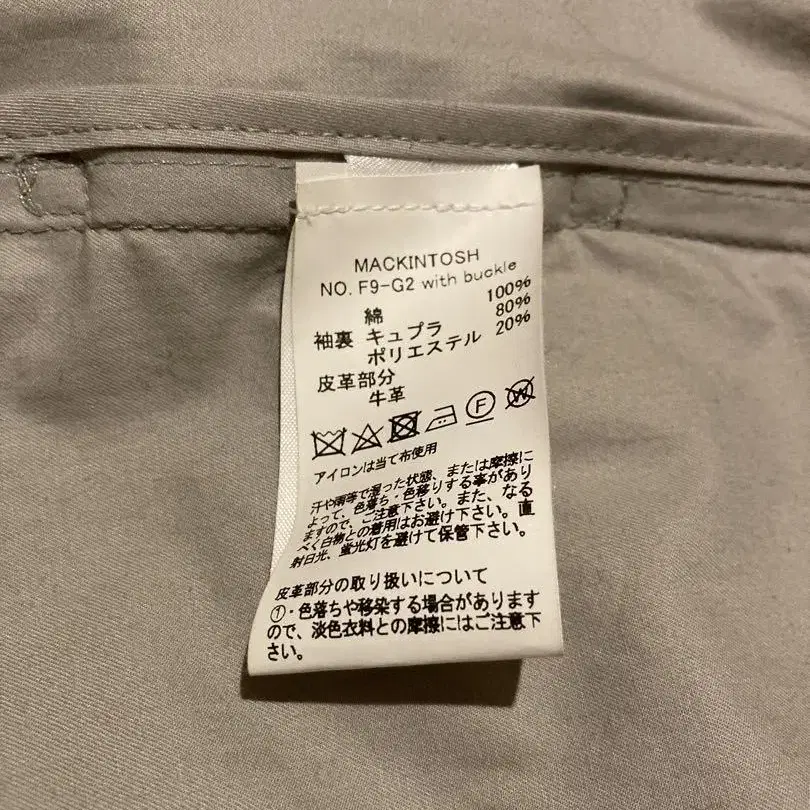 MACKINTOSH
NO. F9-G2 with buckle
綿 100%
袖裏 キュプラ 80%
ポリエステル 20%
皮革部分
牛革
F W
アイロンは当て布使用
汗や雨等で湿った状態、または摩擦に
よって、色落ち・色移りする事があり
ますので、ご注意下さい。また、なる
べく白物との着用はお避け下さい。直
射日光、蛍光灯を避けて保管下さい。
皮革部分の取り扱いについて
①・色落ちや移染する場合があります
ので、淡色衣料との摩擦にはご注意下
さい。